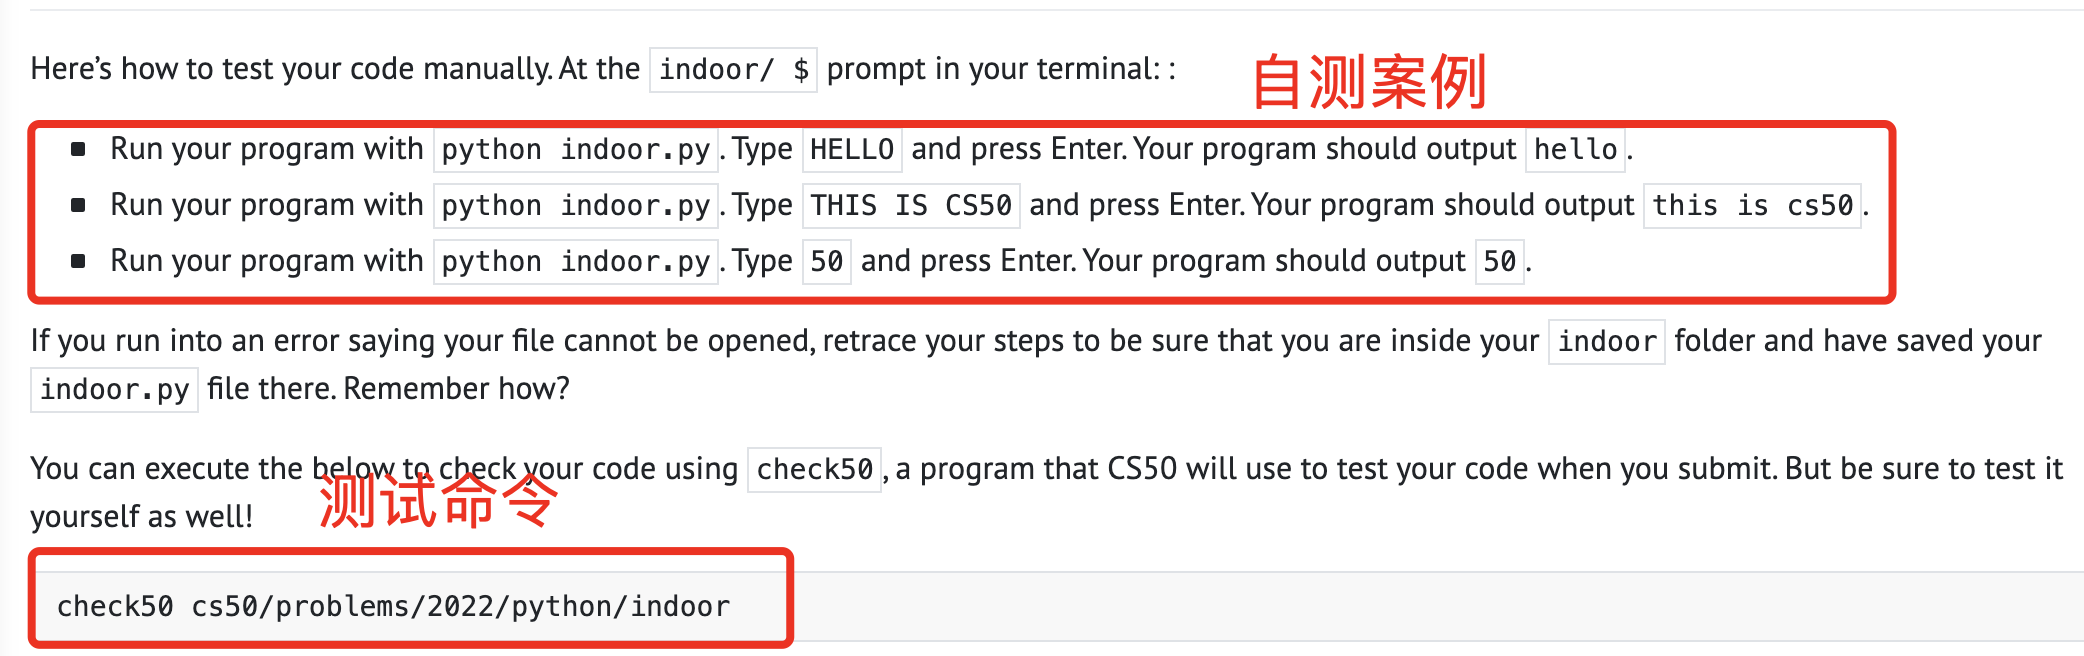 Here’s how to test your code manually. At the indoor/ $ prompt in your terminal: :
自测案例
Run your program with python indoor.py. Type HELLO and press Enter. Your program should output hello.
Run your program with python indoor.py. Type THIS IS CS50 and press Enter. Your program should output this is cs50.
Run your program with python indoor.py. Type 50 and press Enter. Your program should output 50.
If you run into an error saying your file cannot be opened, retrace your steps to be sure that you are inside your indoor folder and have saved your
indoor.py file there. Remember how?
You can execute the below to check your code using check50, a program that CS50 will use to test your code when you submit. But be sure to test it
yourself as well!
测试命令
check50 cs50/problems/2022/python/indoor